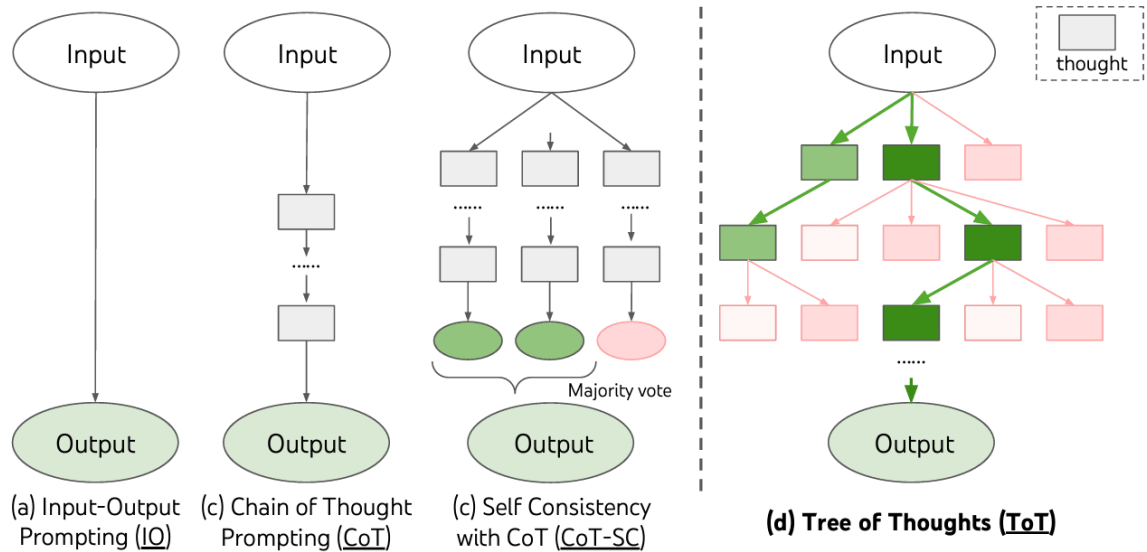 Input
Input
Input
Input
thought
......
......
......
......
......
Majority vote
Output
Output
Output
Output
(a) Input-Output
Prompting (IO)
(c) Chain of Thought
Prompting (CoT)
(c) Self Consistency
with CoT (CoT-SC)
(d) Tree of Thoughts (ToT)